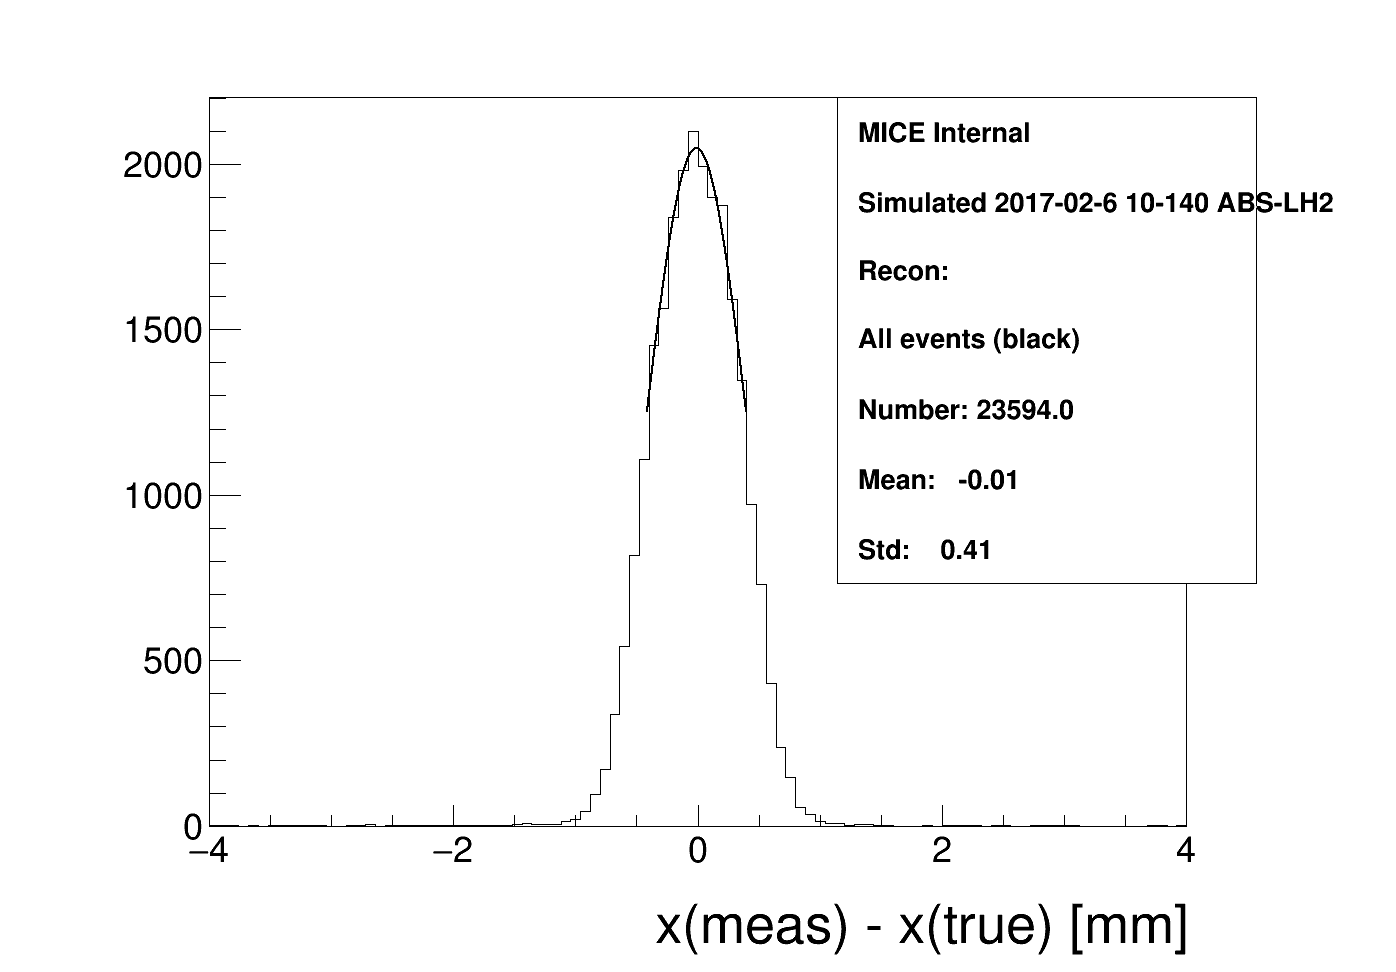 MICE Internal
Simulated 2017-02-6 10-140 ABS-LH2
Recon:
All events (black)
Number: 23594.0
Mean: -0.01
Std: 0.41
2000
1500
1000
500
0
−4 −2 0 2 4
x(meas) - x(true) [mm]